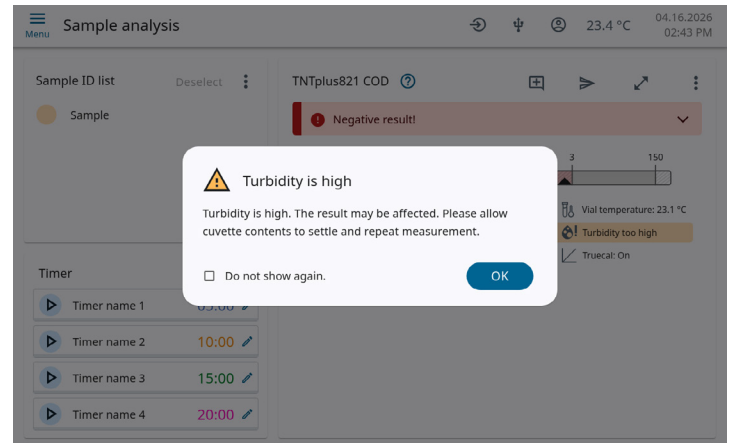 Menu
Sample analysis
23.4 °C
04.16.2026
02:43 PM
Sample ID list
Deselect
Sample
TNTplus821 COD
Negative result!
3
150
Vial temperature: 23.1 °C
Turbidity too high
Truecal: On
Turbidity is high
Turbidity is high. The result may be affected. Please allow
cuvette contents to settle and repeat measurement.
Do not show again.
OK
Timer
Timer name 1
Timer name 2
10:00
Timer name 3
15:00
Timer name 4
20:00